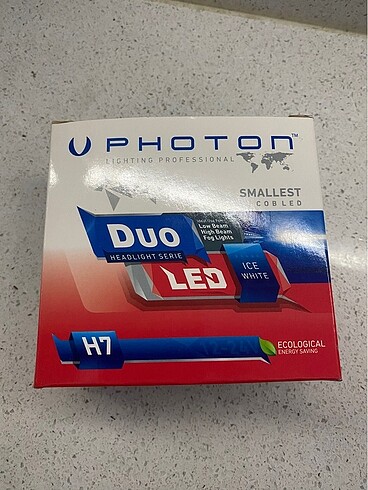 PHOTON™
LIGHTING PROFESSIONAL
SMALLEST
COB LED
Low Beam
High Beam
Fog Lights
DUO
HEADLIGHT SERIE
LED
ICE
WHITE
H7
ECOLOGICAL
ENERGY SAVING